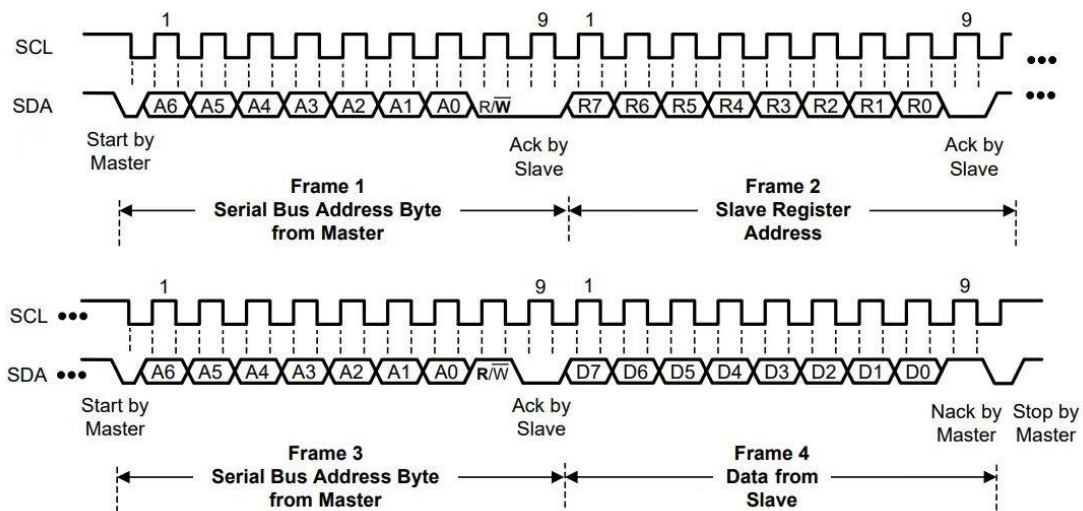 1 9 1 9
SCL
SDA A6 A5 A4 A3 A2 A1 A0 R/W̅ R7 R6 R5 R4 R3 R2 R1 R0
Start by Master
Ack by Slave
Ack by Slave
Frame 1
Serial Bus Address Byte
from Master
Frame 2
Slave Register
Address
1 9 1 9
SCL
SDA A6 A5 A4 A3 A2 A1 A0 R/W̅ D7 D6 D5 D4 D3 D2 D1 D0
Start by Master
Ack by Slave
Nack by Master
Stop by Master
Frame 3
Serial Bus Address Byte
from Master
Frame 4
Data from
Slave